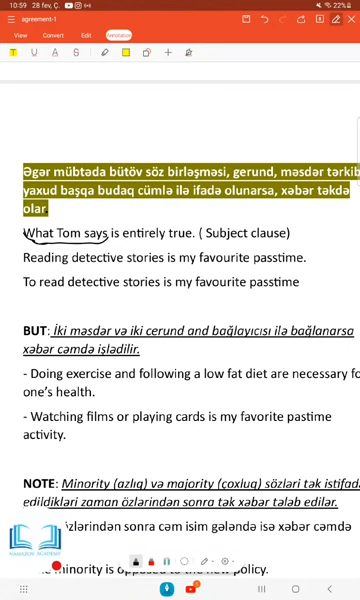 10:59 28 fev, Ç. 22%
agreement-1
View Convert Edit Annotation
T U A S
Əgər mübtəda bütöv söz birləşməsi, gerund, məsdər tərkib
yaxud başqa budaq cümlə ilə ifadə olunarsa, xəbər təkdə
olar.
What Tom says is entirely true. ( Subject clause)
Reading detective stories is my favourite passtime.
To read detective stories is my favourite passtime
BUT: İki məsdər və iki cerund and bağlayıcısı ilə bağlanarsa
xəbər cəmdə işlədilir.
- Doing exercise and following a low fat diet are necessary fo
one's health.
- Watching films or playing cards is my favorite pastime
activity.
NOTE: Minority (azlıq) və majority (çoxluq) sözləri tək istifadə
edildikləri zaman özlərindən sonra tək xəbər tələb edilər.
özlərindən sonra cəm isim gələndə isə xəbər cəmdə
minority is opposed to the new policy.
NAMAZOV ACADEMY